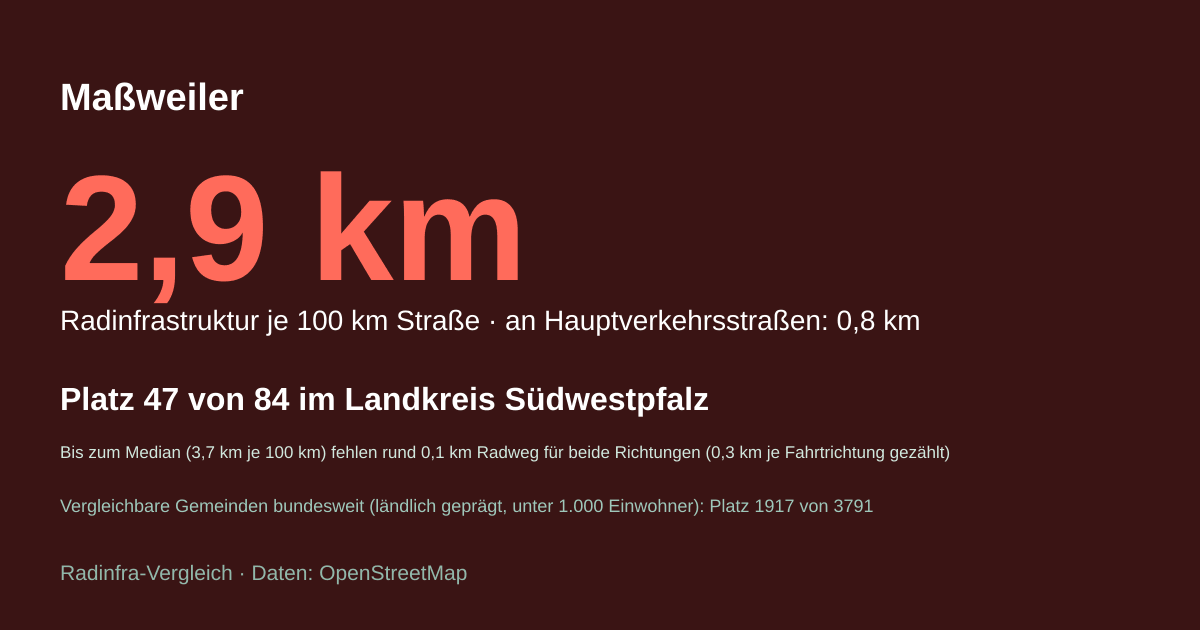 Maßweiler
2,9 km
Radinfrastruktur je 100 km Straße · an Hauptverkehrsstraßen: 0,8 km
Platz 47 von 84 im Landkreis Südwestpfalz
Bis zum Median (3,7 km je 100 km) fehlen rund 0,1 km Radweg für beide Richtungen (0,3 km je Fahrtrichtung gezählt)
Vergleichbare Gemeinden bundesweit (ländlich geprägt, unter 1.000 Einwohner): Platz 1917 von 3791
Radinfra-Vergleich · Daten: OpenStreetMap